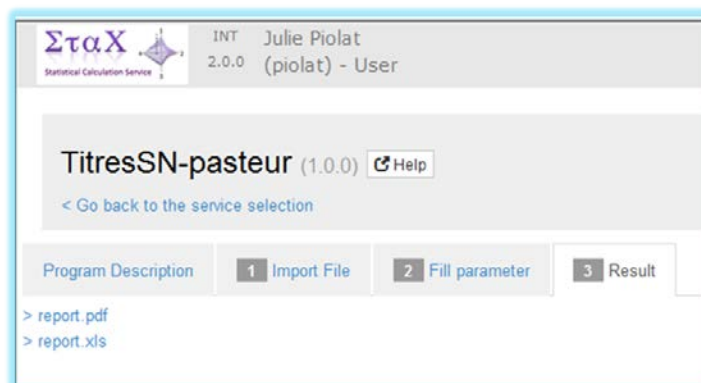 ΣταX
Statistical Calculation Service
INT
2.0.0
Julie Piolat
(piolat) - User
TitresSN-pasteur (1.0.0) Help
< Go back to the service selection
Program Description 1 Import File 2 Fill parameter 3 Result
> report.pdf
> report.xls